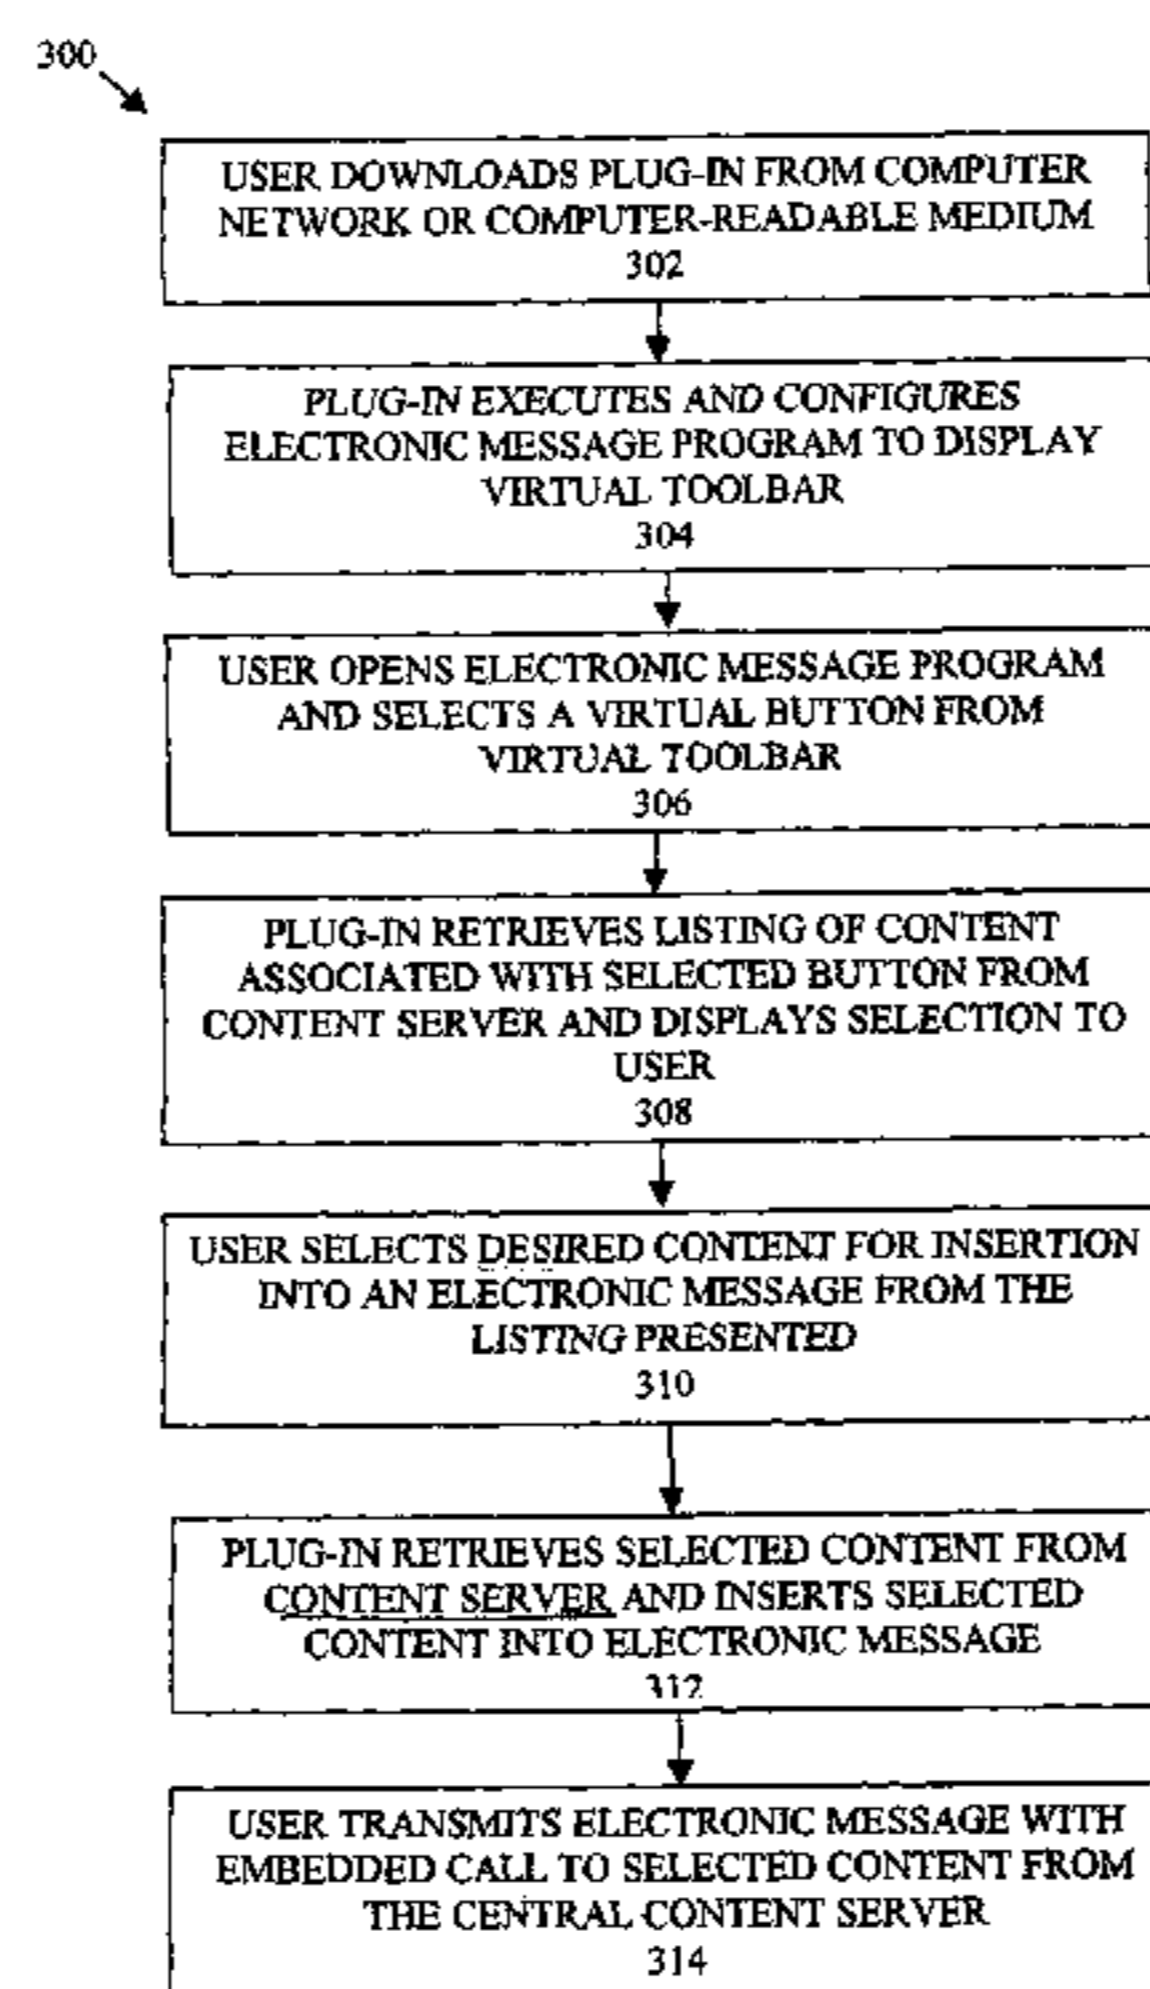 300
USER DOWNLOADS PLUG-IN FROM COMPUTER
NETWORK OR COMPUTER-READABLE MEDIUM
302
PLUG-IN EXECUTES AND CONFIGURES
ELECTRONIC MESSAGE PROGRAM TO DISPLAY
VIRTUAL TOOLBAR
304
USER OPENS ELECTRONIC MESSAGE PROGRAM
AND SELECTS A VIRTUAL BUTTON FROM
VIRTUAL TOOLBAR
306
PLUG-IN RETRIEVES LISTING OF CONTENT
ASSOCIATED WITH SELECTED BUTTON FROM
CONTENT SERVER AND DISPLAYS SELECTION TO
USER
308
USER SELECTS DESIRED CONTENT FOR INSERTION
INTO AN ELECTRONIC MESSAGE FROM THE
LISTING PRESENTED
310
PLUG-IN RETRIEVES SELECTED CONTENT FROM
CONTENT SERVER AND INSERTS SELECTED
CONTENT INTO ELECTRONIC MESSAGE
312
USER TRANSMITS ELECTRONIC MESSAGE WITH
EMBEDDED CALL TO SELECTED CONTENT FROM
THE CENTRAL CONTENT SERVER
314